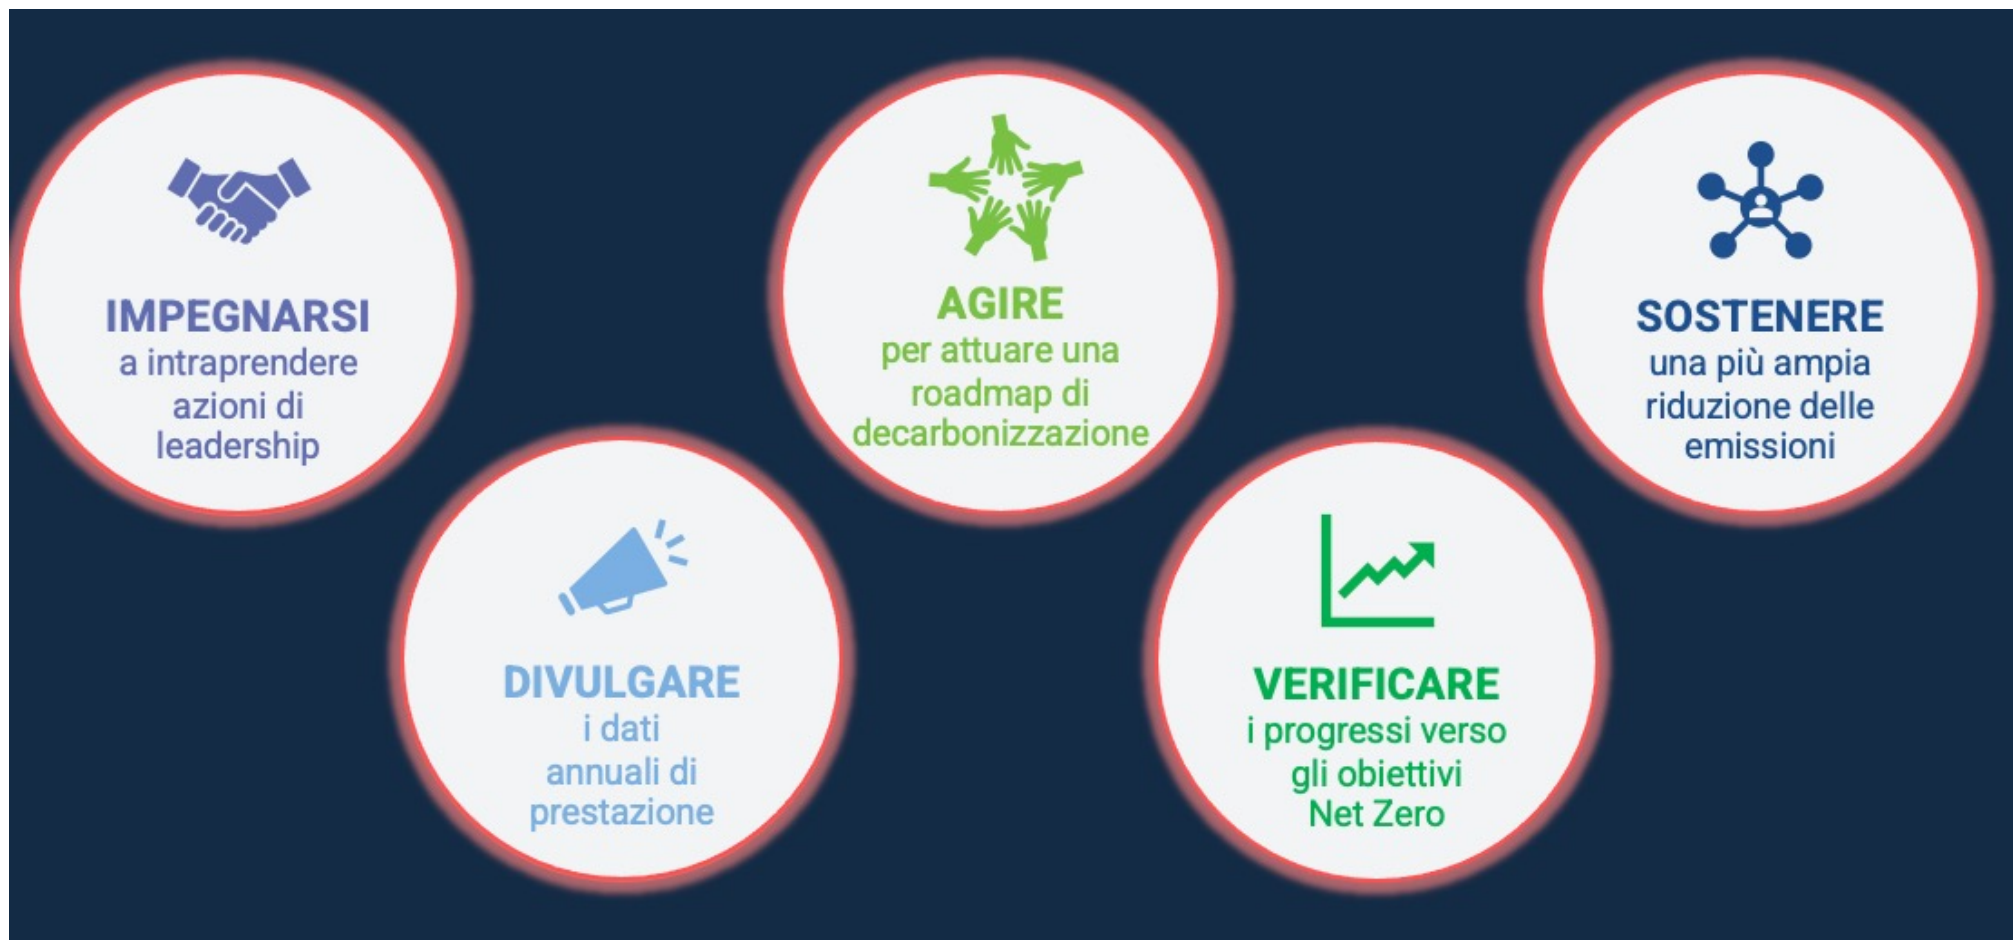 IMPEGNARSI
a intraprendere
azioni di
leadership
DIVULGARE
i dati
annuali di
prestazione
AGIRE
per attuare una
roadmap di
decarbonizzazione
VERIFICARE
i progressi verso
gli obiettivi
Net Zero
SOSTENERE
una più ampia
riduzione delle
emissioni